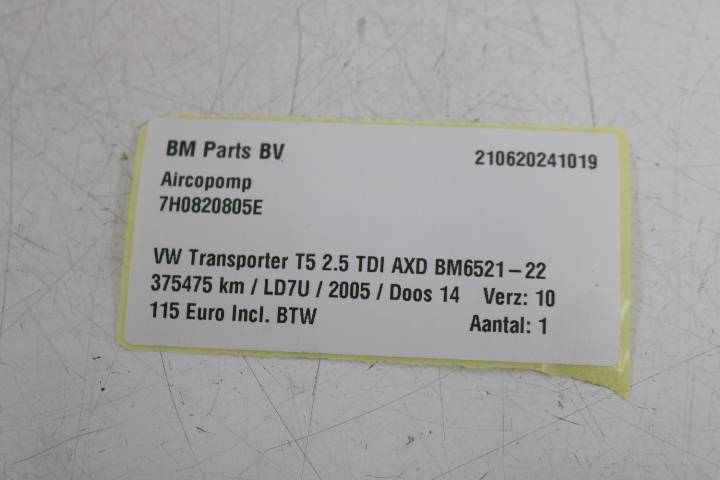 BM Parts BV 210620241019
Aircopomp
7H0820805E
VW Transporter T5 2.5 TDI AXD BM6521-22
375475 km / LD7U / 2005 / Doos 14 Verz: 10
115 Euro Incl. BTW Aantal: 1